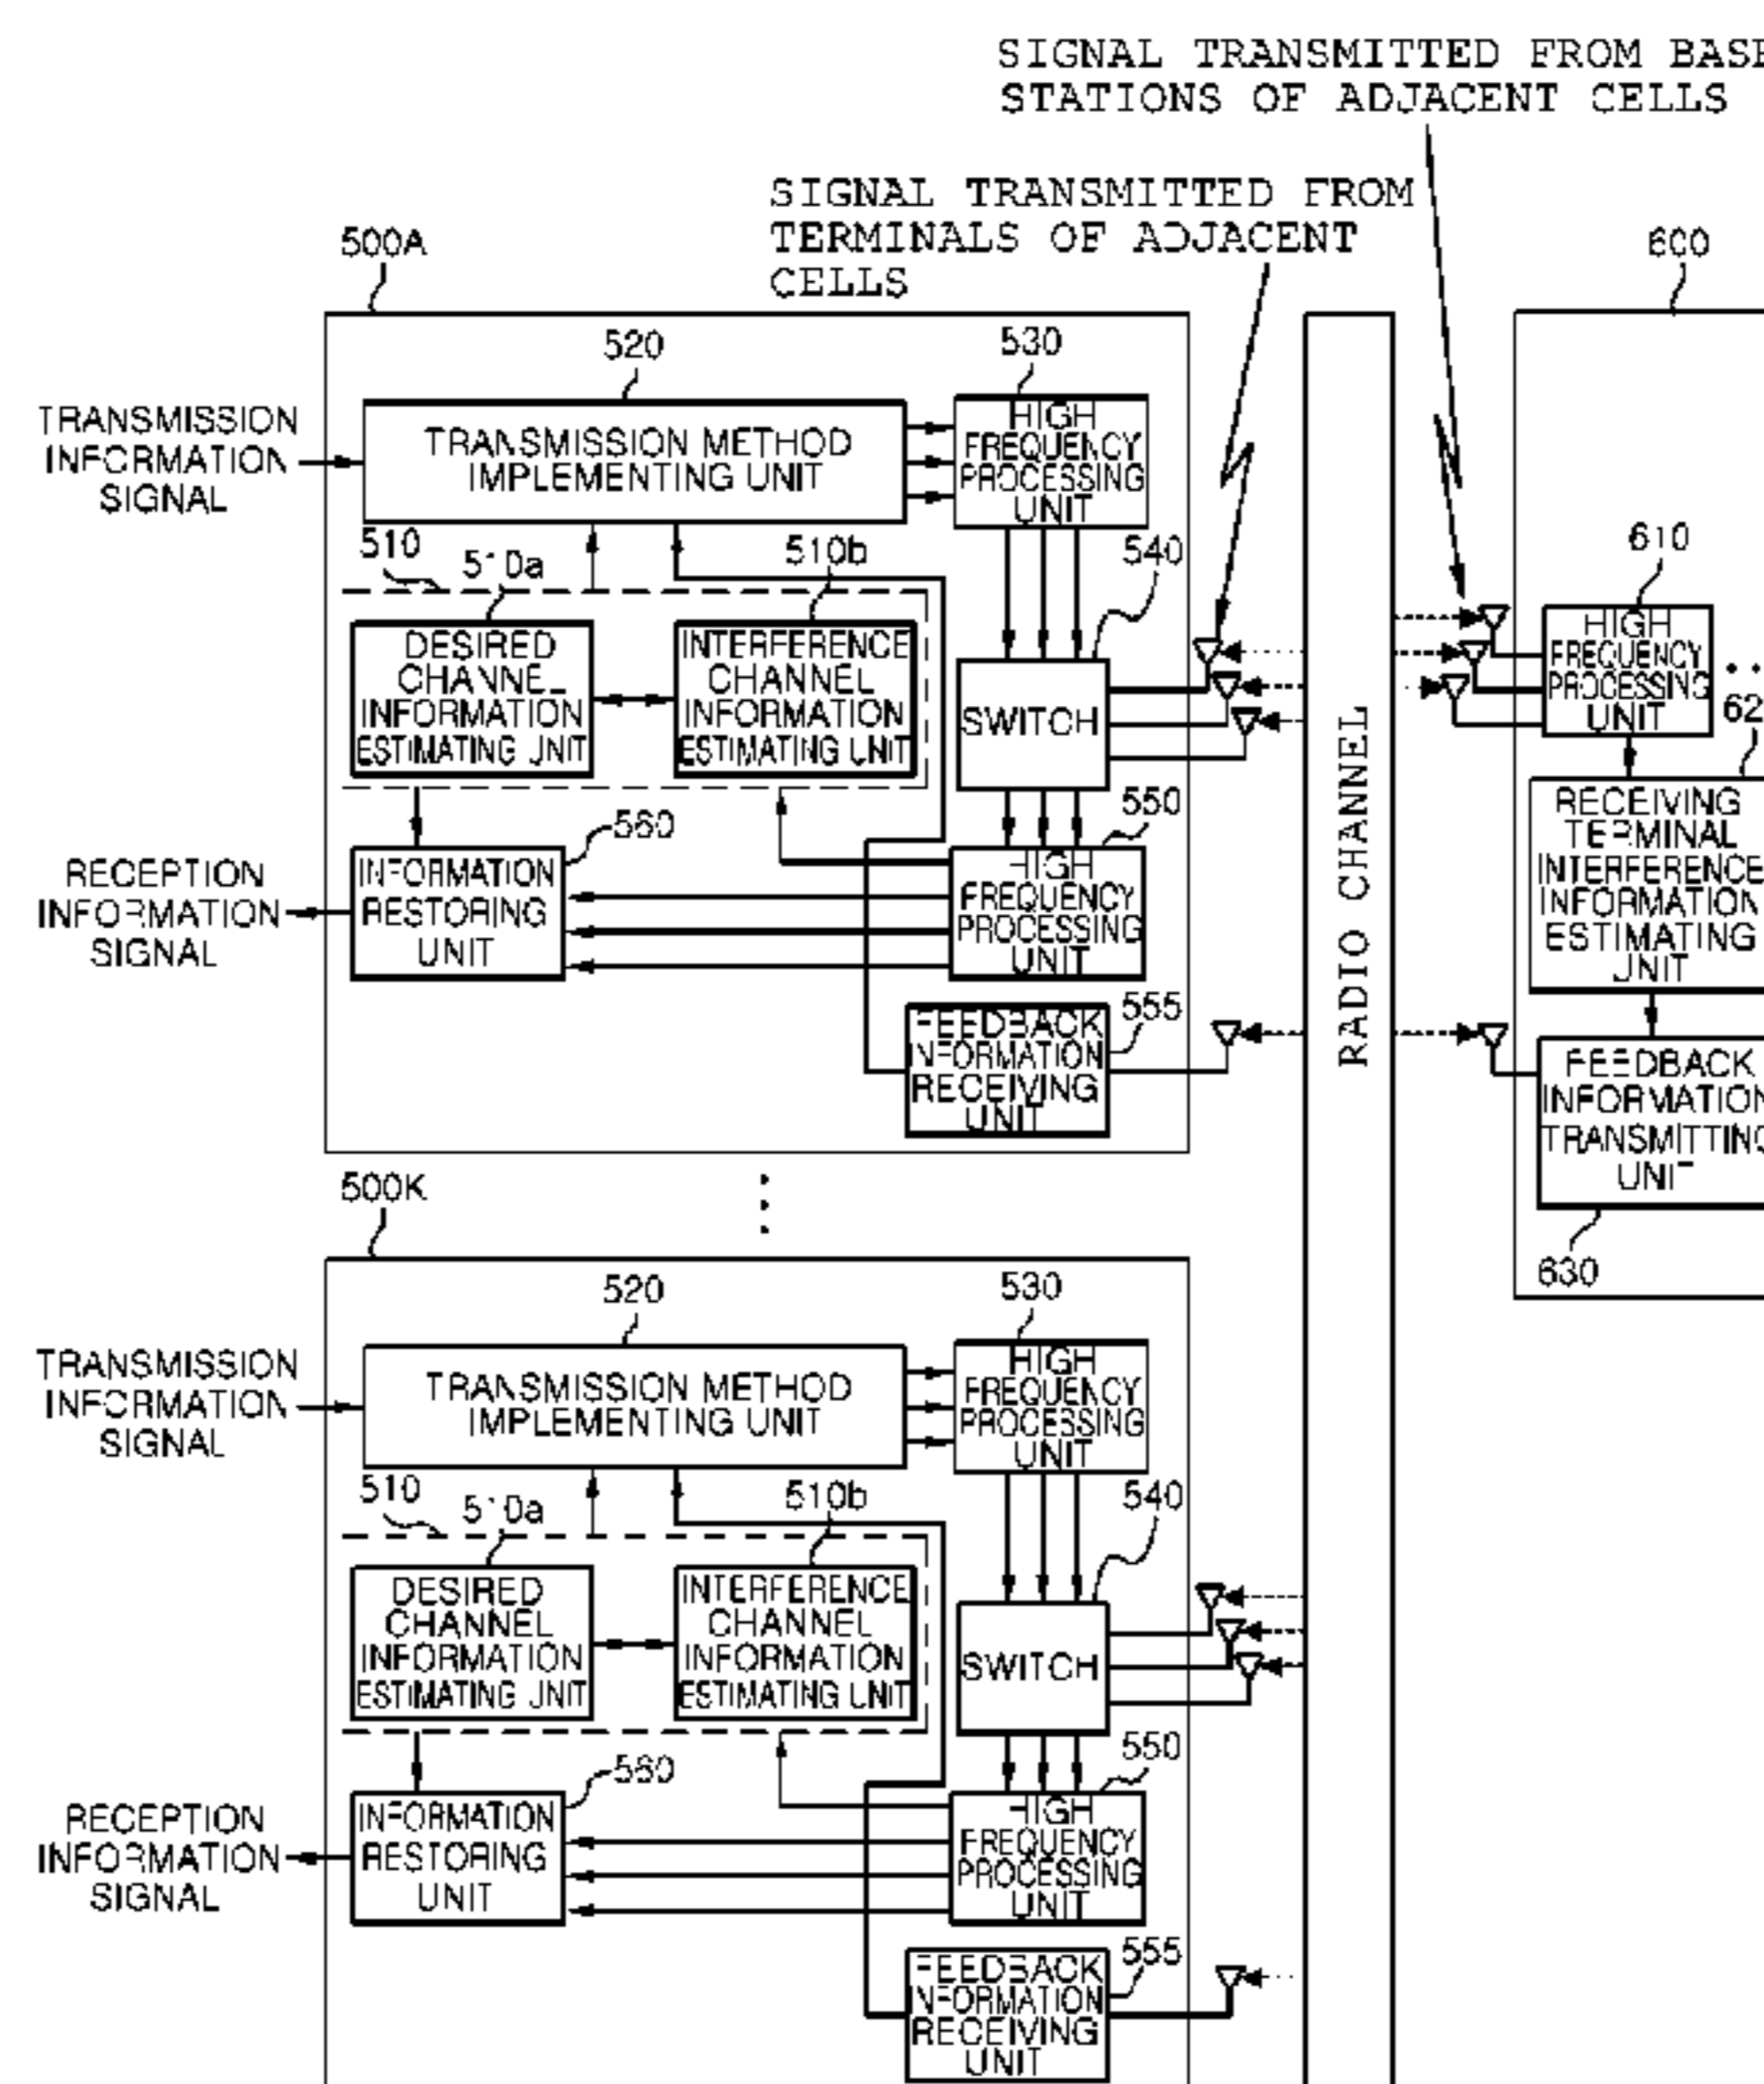 SIGNAL TRANSMITTED FROM BASE
STATIONS OF ADJACENT CELLS
SIGNAL TRANSMITTED FROM
TERMINALS OF ADJACENT
CELLS
500A
600
520
530
TRANSMISSION
INFORMATION
SIGNAL
TRANSMISSION METHOD
IMPLEMENTING UNIT
HIGH
FREQUENCY
PROCESSING
UNIT
510
510a
510b
540
610
DESIRED
CHANNEL
INFORMATION
ESTIMATING UNIT
INTERFERENCE
CHANNEL
INFORMATION
ESTIMATING UNIT
SWITCH
HIGH
FREQUENCY
PROCESSING
UNIT
62
RADIO CHANNEL
560
550
RECEPTION
INFORMATION
SIGNAL
INFORMATION
RESTORING
UNIT
HIGH
FREQUENCY
PROCESSING
UNIT
RECEIVING
TERMINAL
INTERFERENCE
INFORMATION
ESTIMATING
UNIT
555
FEEDBACK
INFORMATION
RECEIVING
UNIT
FEEDBACK
INFORMATION
TRANSMITTING
UNIT
630
500K
520
530
TRANSMISSION
INFORMATION
SIGNAL
TRANSMISSION METHOD
IMPLEMENTING UNIT
HIGH
FREQUENCY
PROCESSING
UNIT
510
510a
510b
540
DESIRED
CHANNEL
INFORMATION
ESTIMATING UNIT
INTERFERENCE
CHANNEL
INFORMATION
ESTIMATING UNIT
SWITCH
560
550
RECEPTION
INFORMATION
SIGNAL
INFORMATION
RESTORING
UNIT
HIGH
FREQUENCY
PROCESSING
UNIT
555
FEEDBACK
INFORMATION
RECEIVING
UNIT